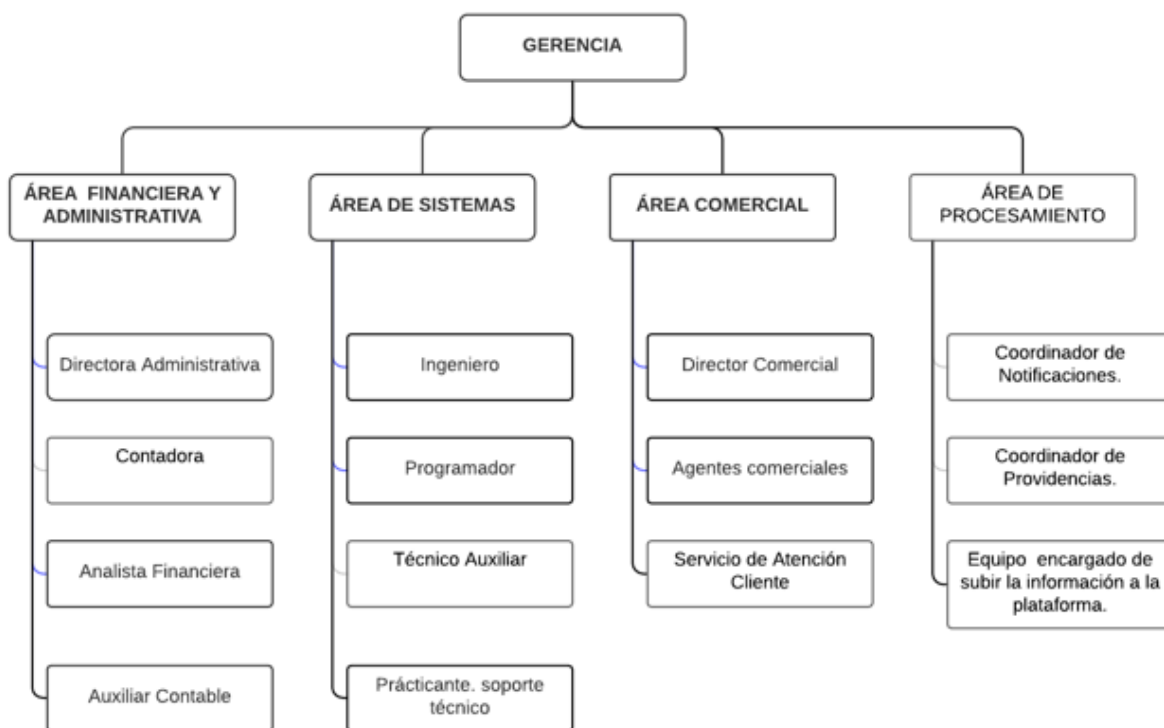 GERENCIA
ÁREA FINANCIERA Y
ADMINISTRATIVA
ÁREA DE SISTEMAS
ÁREA COMERCIAL
ÁREA DE
PROCESAMIENTO
Directora Administrativa
Contadora
Analista Financiera
Auxiliar Contable
Ingeniero
Programador
Técnico Auxiliar
Prácticante. soporte
técnico
Director Comercial
Agentes comerciales
Servicio de Atención
Cliente
Coordinador de
Notificaciones.
Coordinador de
Providencias.
Equipo encargado de
subir la información a la
plataforma.